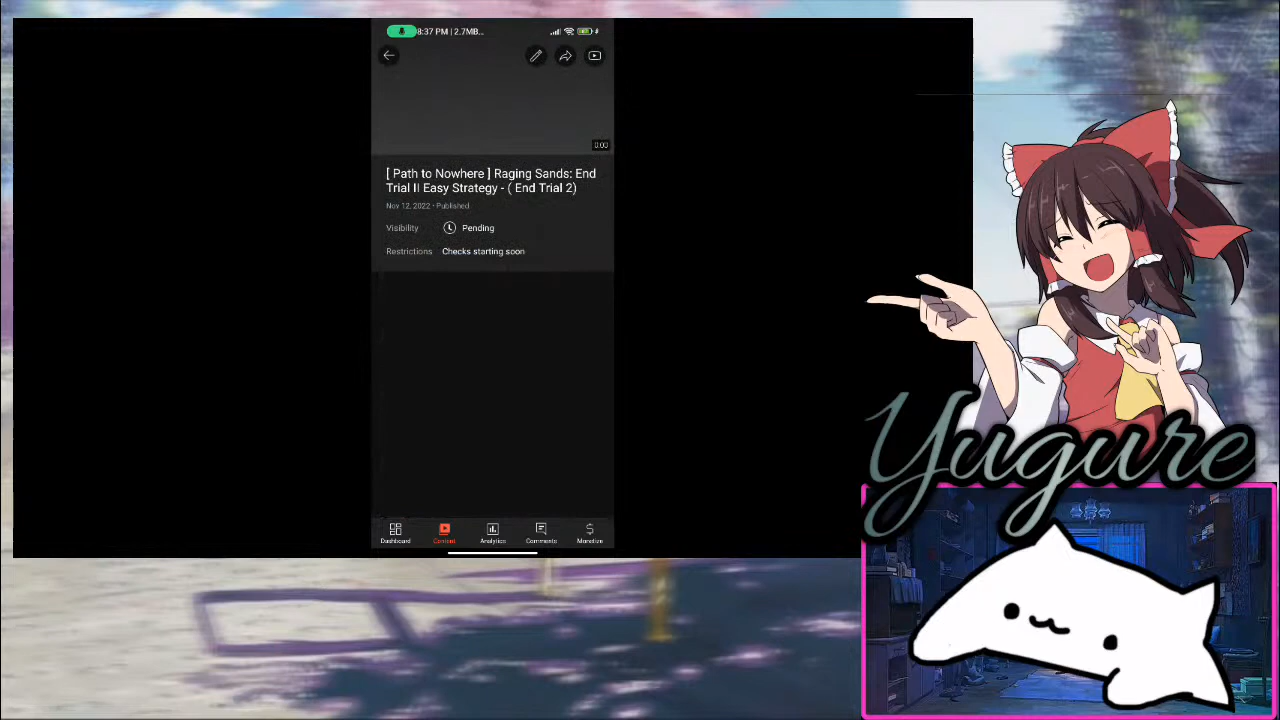 8:37 PM | 2.7MB...
0:00
[ Path to Nowhere ] Raging Sands: End
Trial II Easy Strategy - ( End Trial 2)
Nov 12, 2022 • Published
Visibility Pending
Restrictions Checks starting soon
Dashboard Content Analytics Comments Monetize
Yugure